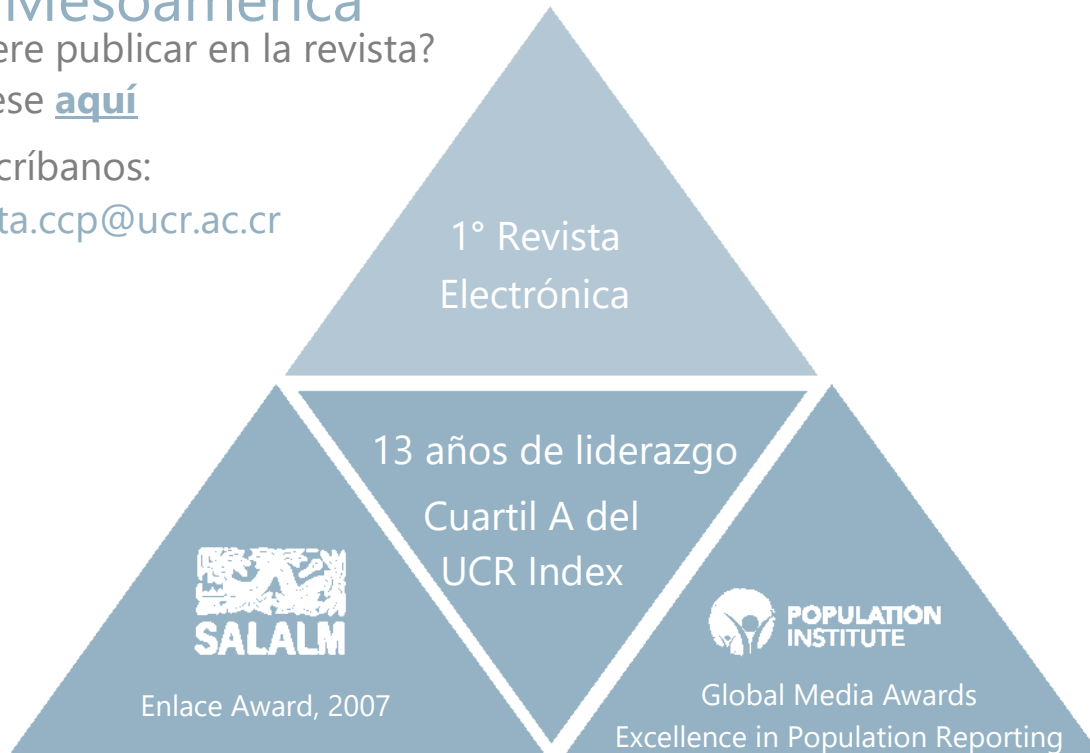 Mesoamérica
ere publicar en la revista?
ese aquí
críbanos:
ta.ccp@ucr.ac.cr
1° Revista
Electrónica
13 años de liderazgo
Cuartil A del
UCR Index
SALALM
Enlace Award, 2007
POPULATION
INSTITUTE
Global Media Awards
Excellence in Population Reporting